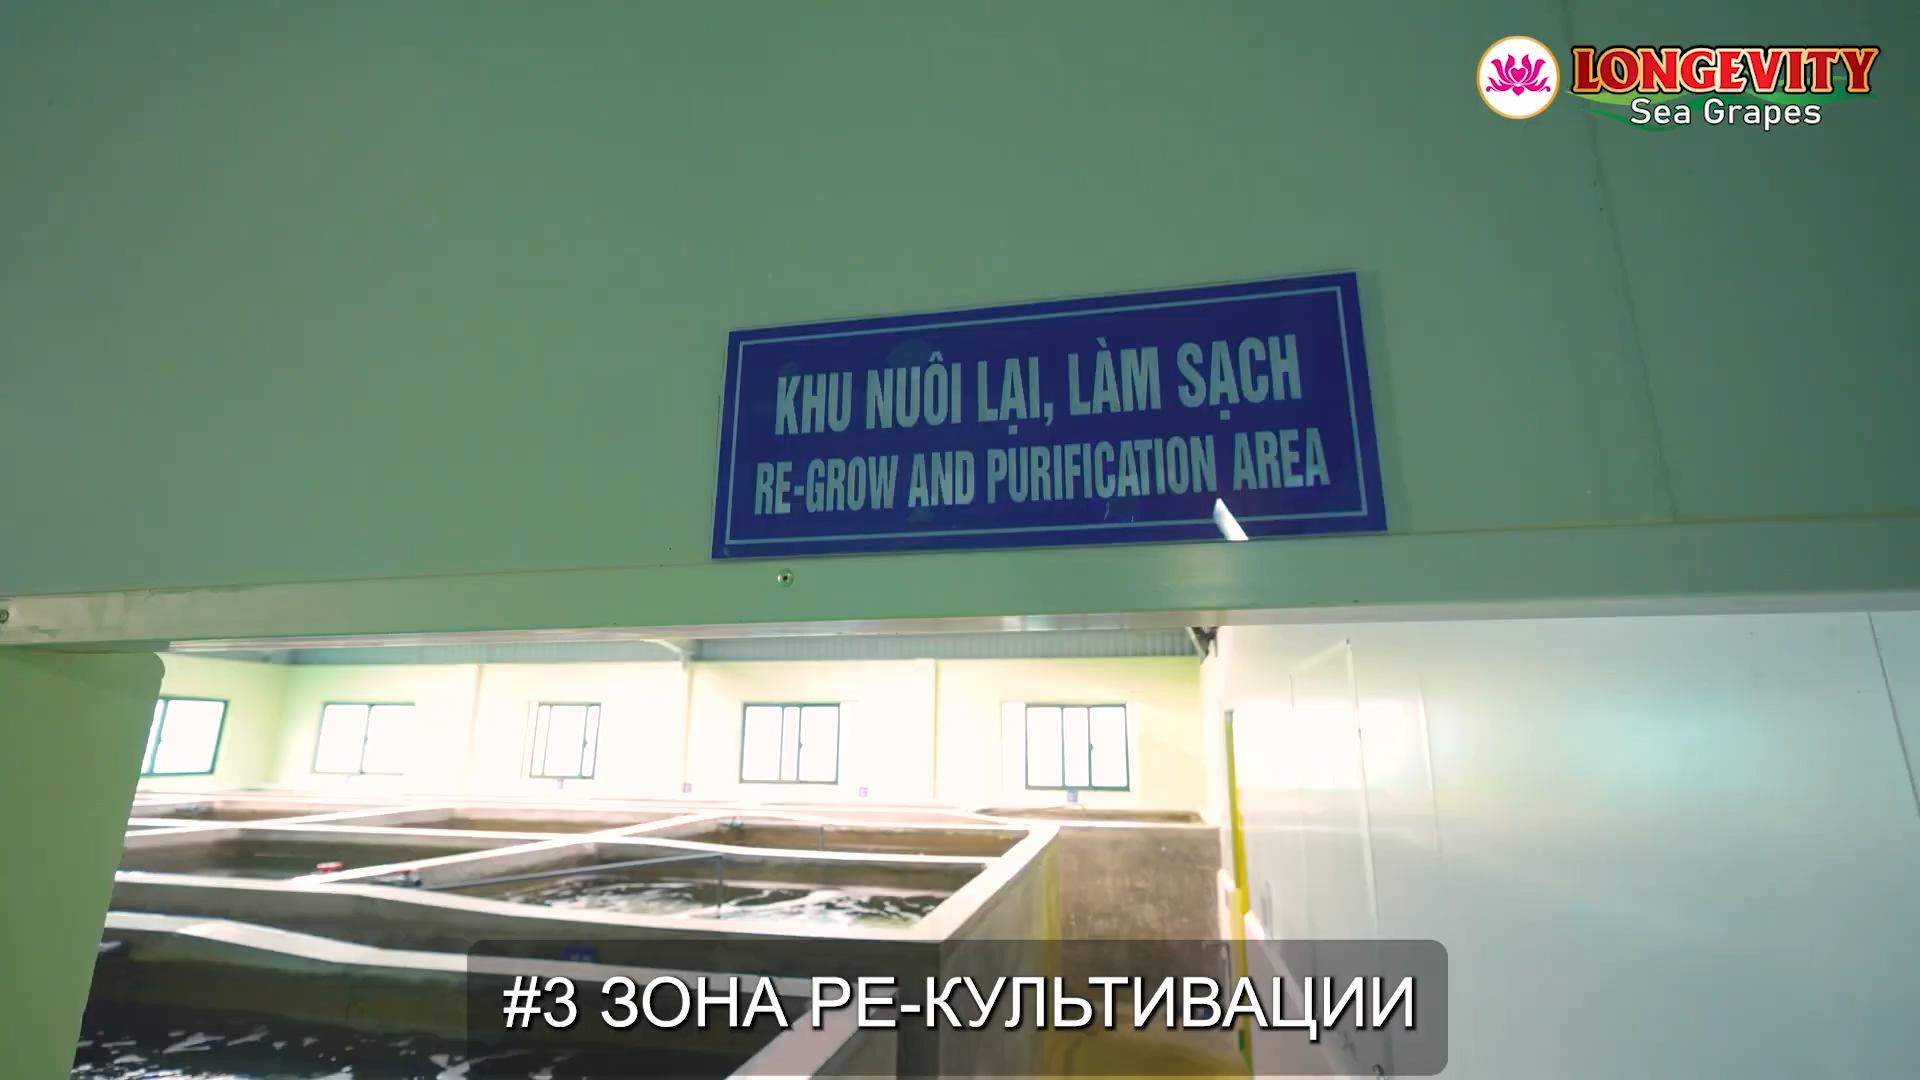 LONGEVITY
Sea Grapes
KHU NUÔI LẠI, LÀM SẠCH
RE-GROW AND PURIFICATION AREA
#3 ЗОНА РЕ-КУЛЬТИВАЦИИ